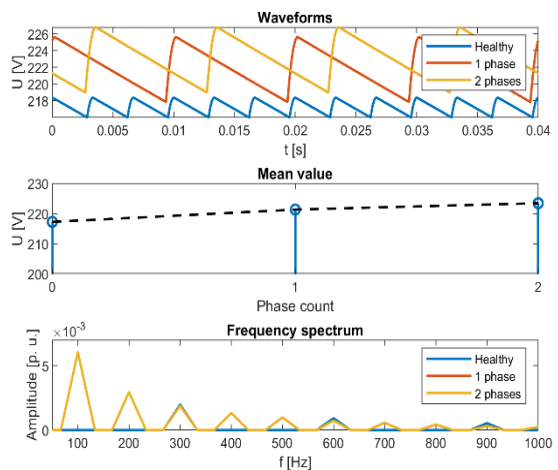 Waveforms
226
224
222
220
218
U [V]
Healthy
1 phase
2 phases
0
0.005
0.01
0.015
0.02
0.025
0.03
0.035
0.04
t [s]
Mean value
230
220
210
200
U [V]
0
1
2
Phase count
Frequency spectrum
×10-3
5
0
Amplitude [p. u.]
Healthy
1 phase
2 phases
100
200
300
400
500
600
700
800
900
1000
f [Hz]